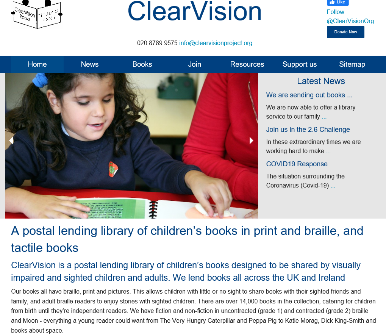 ClearVision
Like
Follow
@ClearVisionOrg
Donate Now
020 8789 9575 info@clearvisionproject.org
Home News Books Join Resources Support us Sitemap
Latest News
We are sending out books ...
We are now able to offer a library
service to our family ...
Join us in the 2.6 Challenge
In these extraordinary times we are
working hard to make
COVID19 Response
The situation surrounding the
Coronavirus (Covid-19) ...
A postal lending library of children's books in print and braille, and
tactile books
ClearVision is a postal lending library of children's books designed to be shared by visually
impaired and sighted children and adults. We lend books all across the UK and Ireland
Our books all have braille, print and pictures. This allows children with little or no sight to share books with their sighted friends and
family, and adult braille readers to enjoy stories with sighted children. There are over 14,000 books in the collection, catering for children
from birth until they're independent readers. We have fiction and non-fiction in uncontracted (grade 1) and contracted (grade 2) braille
and Moon - everything a young reader could want from The Very Hungry Caterpillar and Peppa Pig to Katie Morag, Dick King-Smith and
books about space.